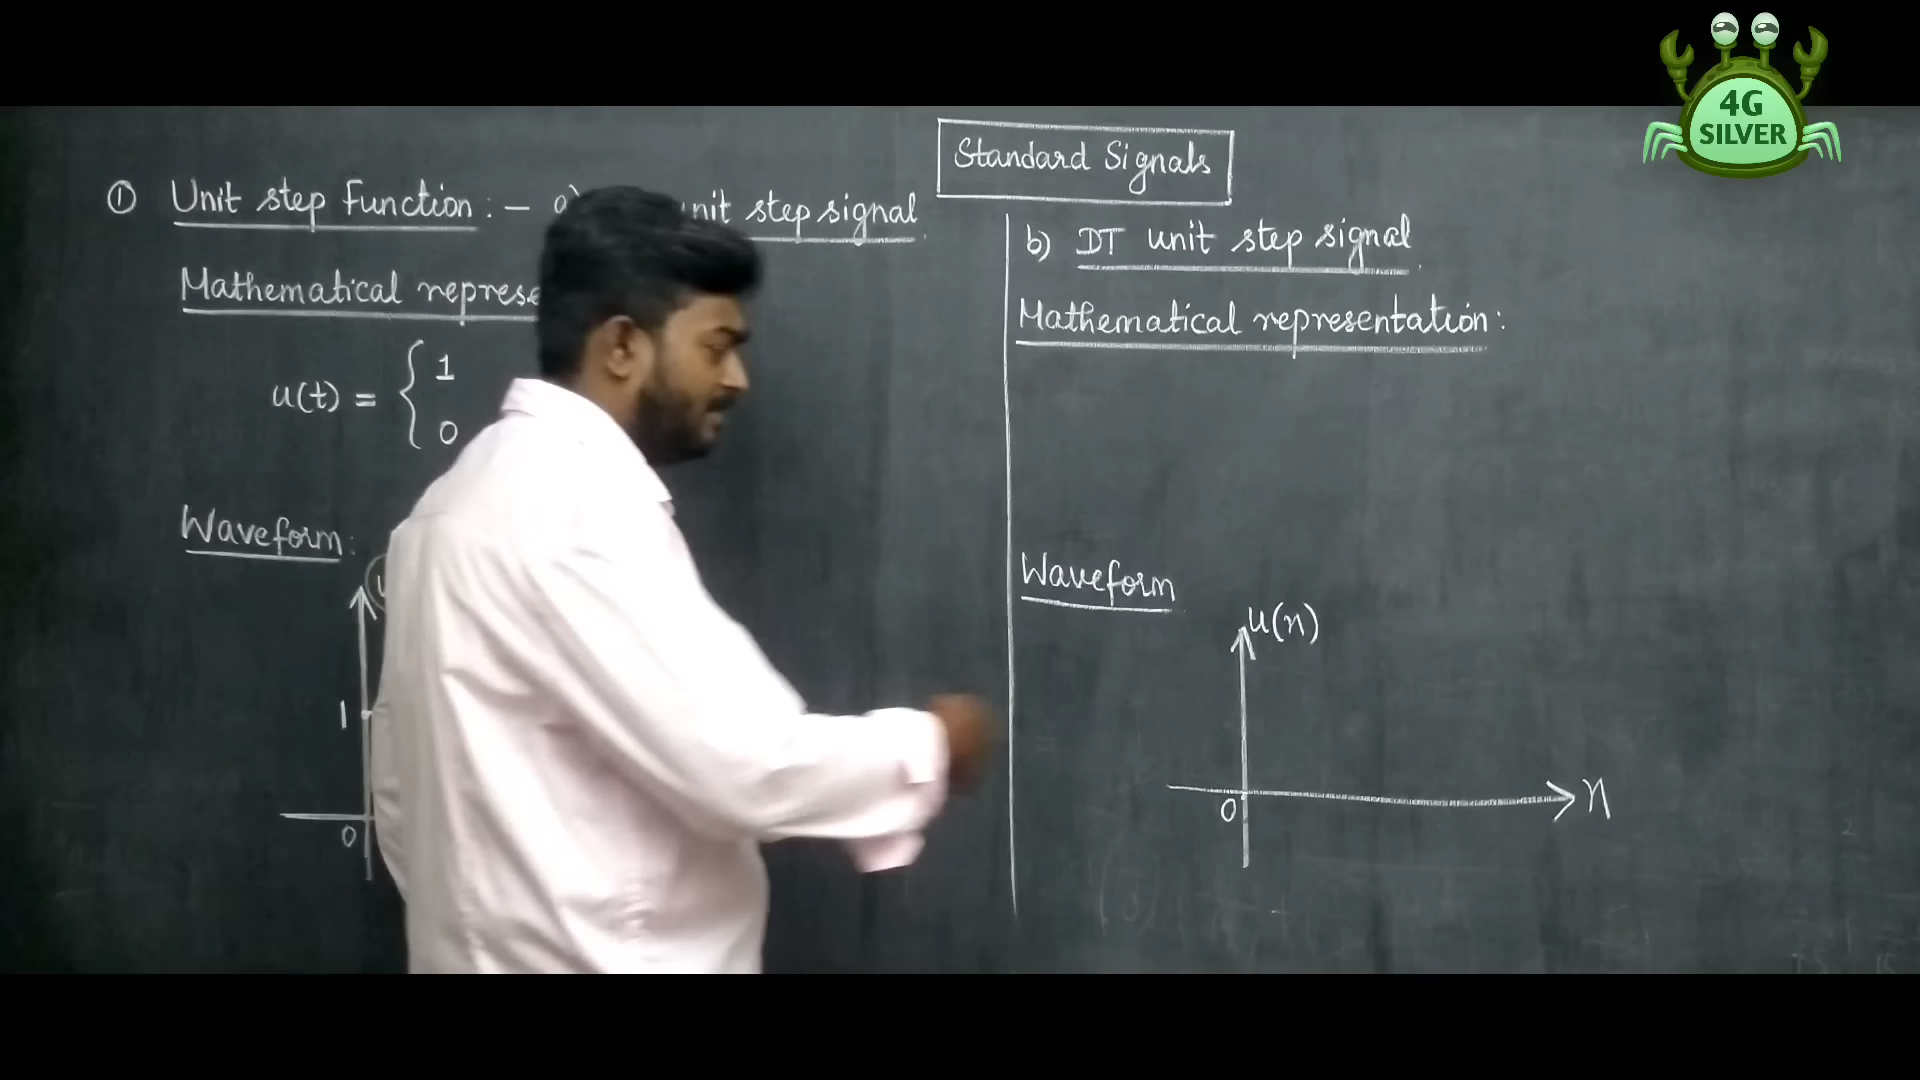 4G
SILVER
Standard Signals
① Unit step Function : – a) unit step signal
Mathematical
u(t) = { 1
0
Waveform:
1
0
b) DT unit step signal
Mathematical representation:
Waveform
u(n)
0
n